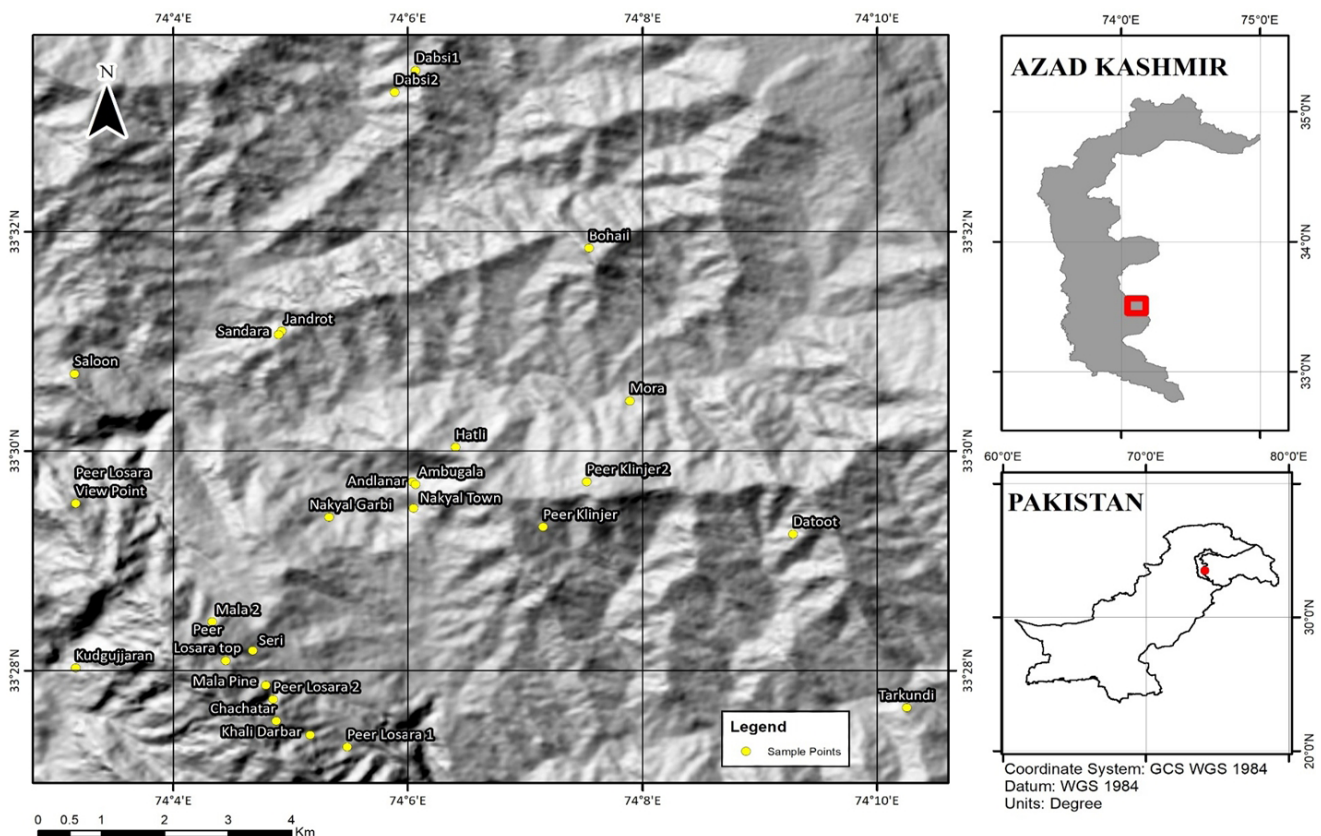 74°4'E
74°6'E
74°8'E
74°10'E
N
33°32'N
33°30'N
33°28'N
Dabsi1
Dabsi2
Bohail
Jandrot
Sandara
Saloon
Mora
Hatli
Peer Losara
View Point
Andlanar
Ambugala
Peer Klinjer2
Nakyal Garbi
Nakyal Town
Peer Klinjer
Datoot
Mala 2
Peer
Losara top
Seri
Kudgujjaran
Mala Pine
Peer Losara 2
Chachatar
Khali Darbar
Peer Losara 1
Tarkundi
Legend
Sample Points
33°32'N
33°30'N
33°28'N
74°4'E
74°6'E
74°8'E
74°10'E
0 0.5 1 2 3 4
Km
74°0'E
75°0'E
AZAD KASHMIR
35°0'N
34°0'N
33°0'N
60°0'E
70°0'E
80°0'E
PAKISTAN
30°0'N
20°0'N
Coordinate System: GCS WGS 1984
Datum: WGS 1984
Units: Degree